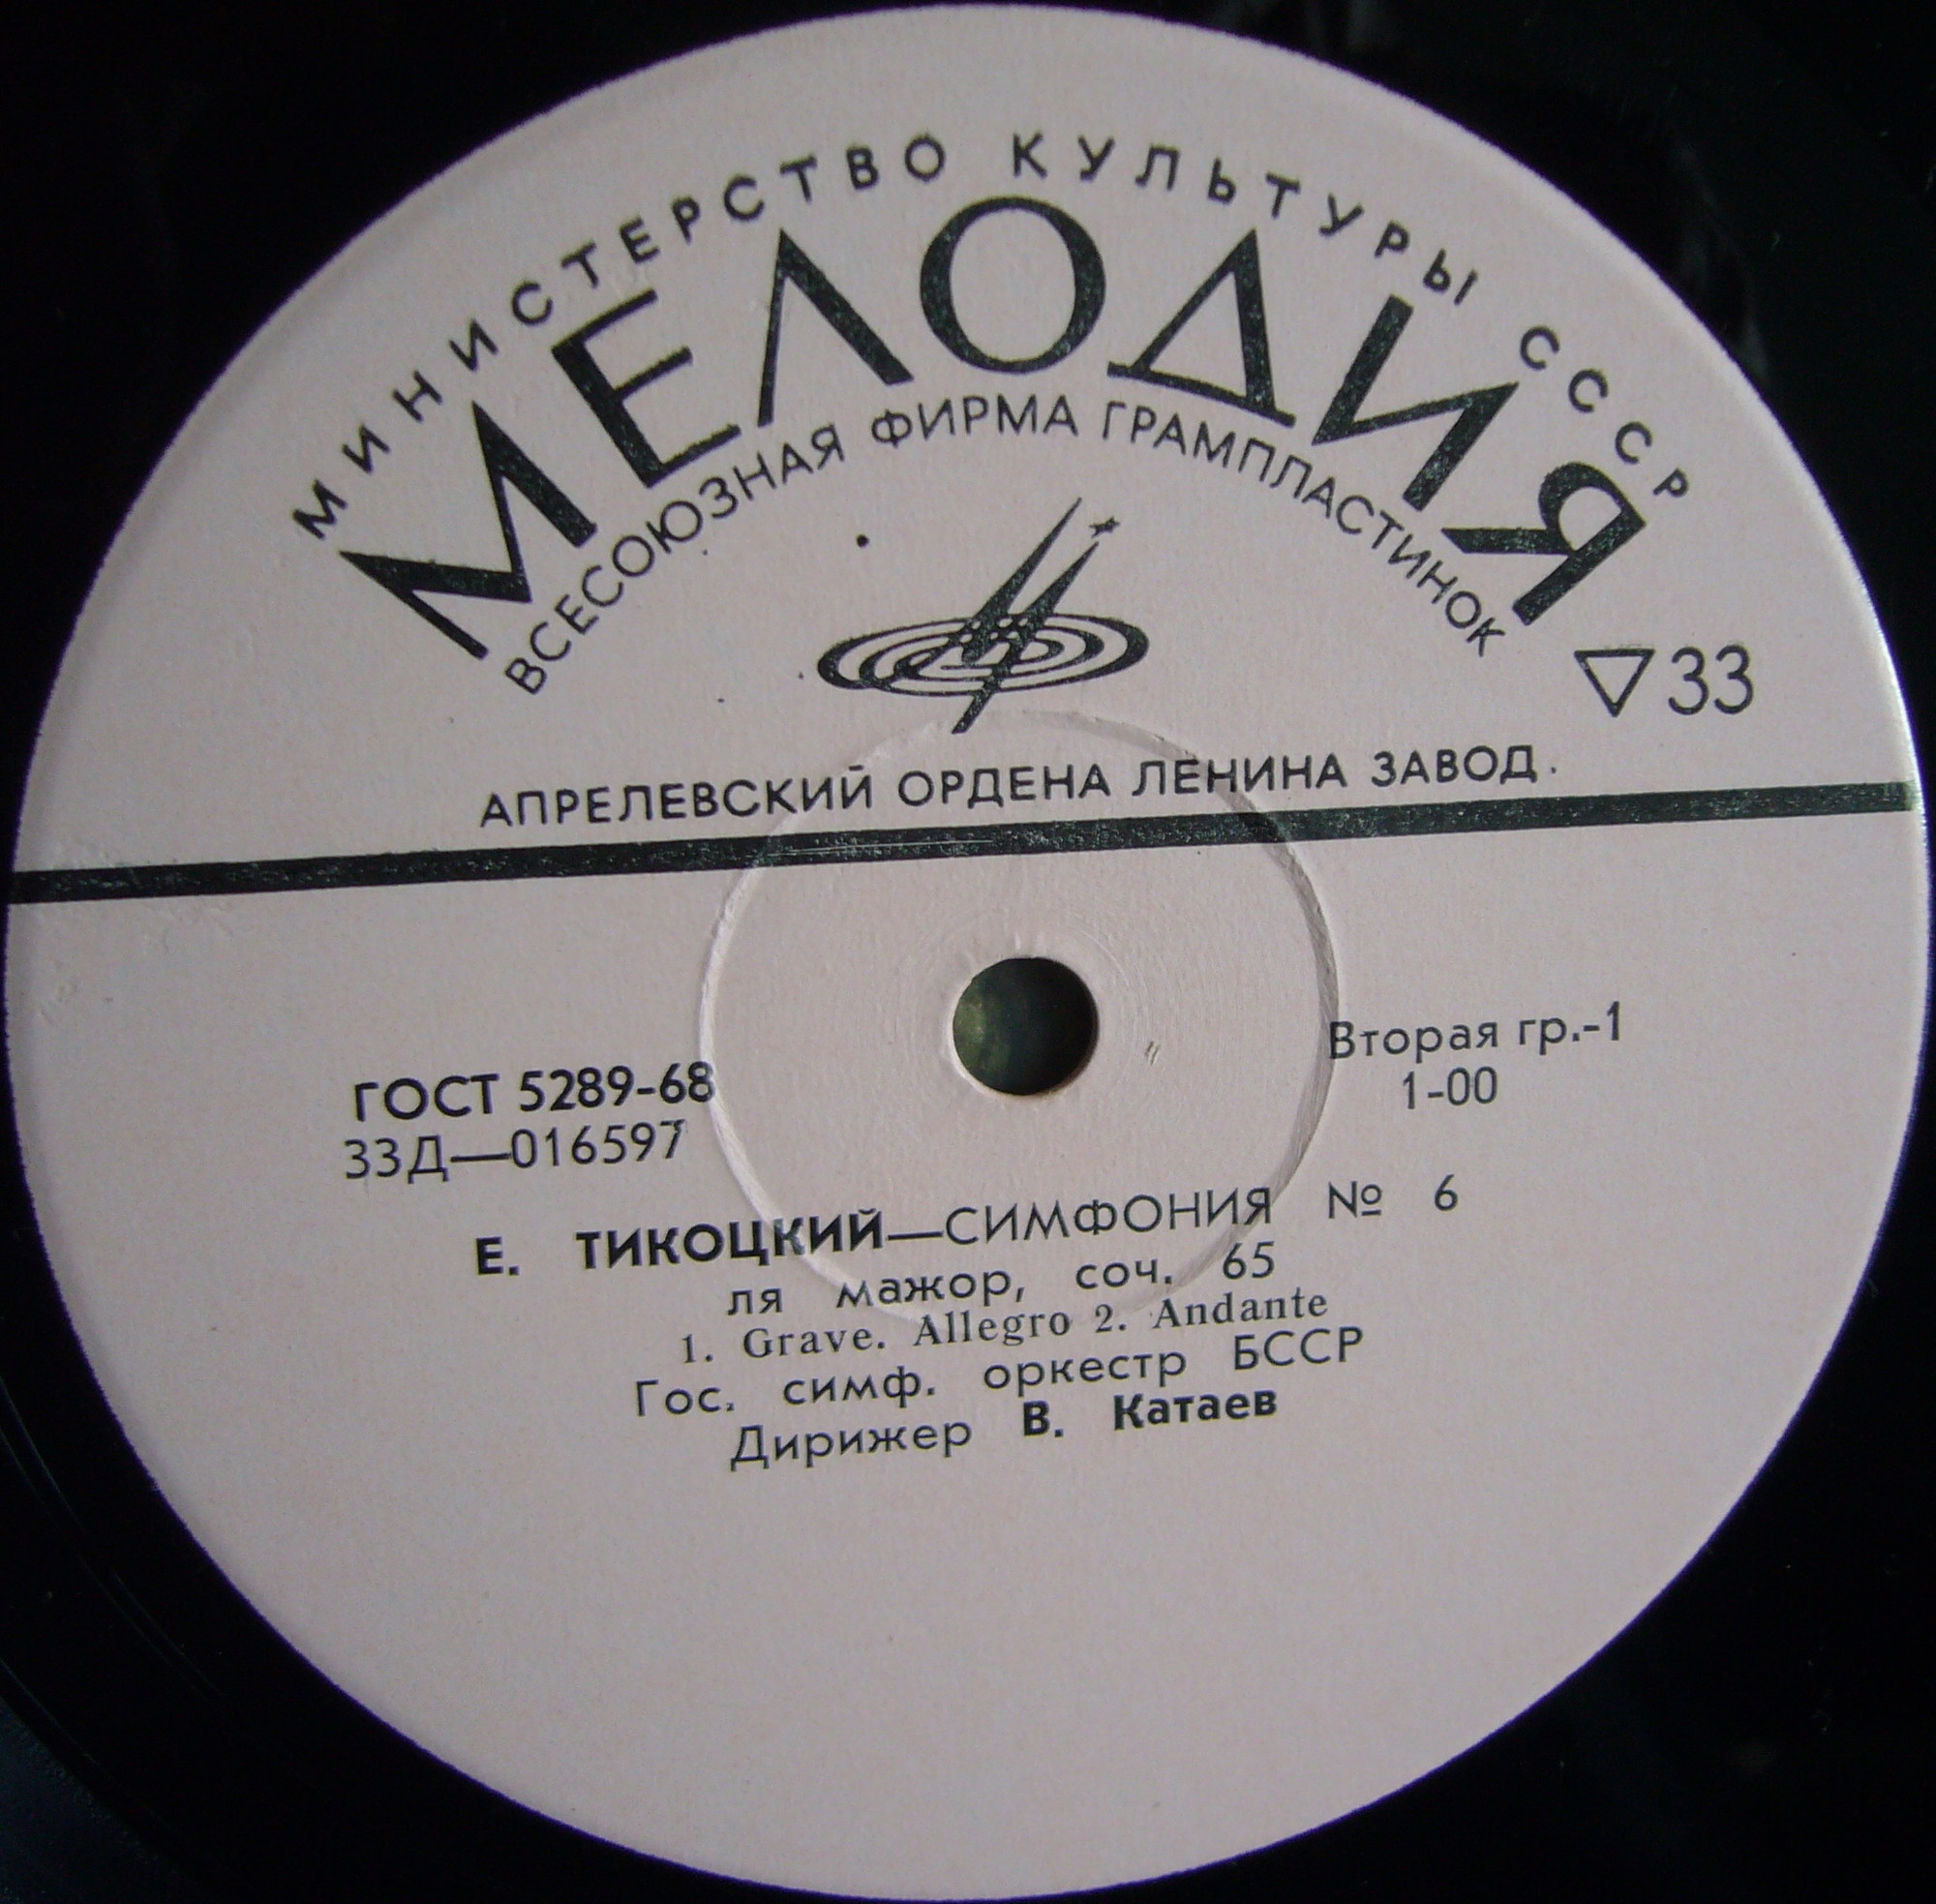 МИНИСТЕРСТВО КУЛЬТУРЫ СССР
МЕЛОДИЯ
ВСЕСОЮЗНАЯ ФИРМА ГРАМПЛАСТИНОК
▽33
АПРЕЛЕВСКИЙ ОРДЕНА ЛЕНИНА ЗАВОД.
ГОСТ 5289-68
33Д—016597
Вторая гр.-1
1-00
Е. ТИКОЦКИЙ—СИМФОНИЯ № 6
ля мажор, соч. 65
1. Grave. Allegro 2. Andante
Гос. симф. оркестр БССР
Дирижер В. Катаев